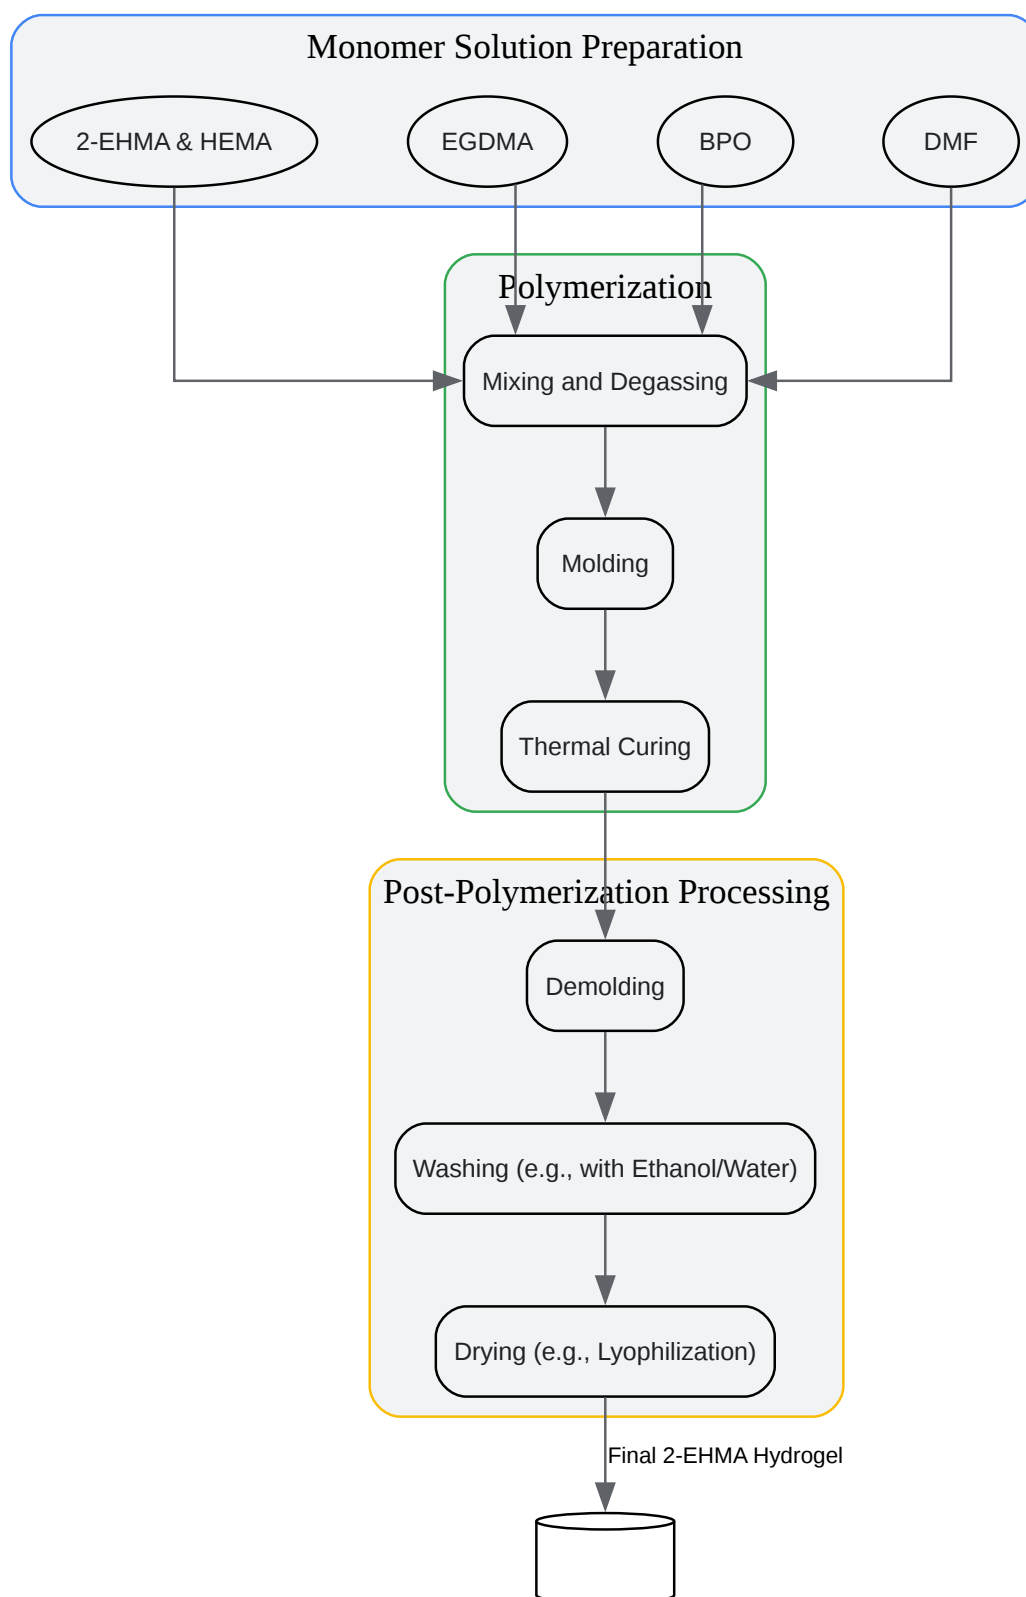 Monomer Solution Preparation
2-EHMA & HEMA
EGDMA
BPO
DMF
Polymerization
Mixing and Degassing
Molding
Thermal Curing
Post-Polymerization Processing
Demolding
Washing (e.g., with Ethanol/Water)
Drying (e.g., Lyophilization)
Final 2-EHMA Hydrogel